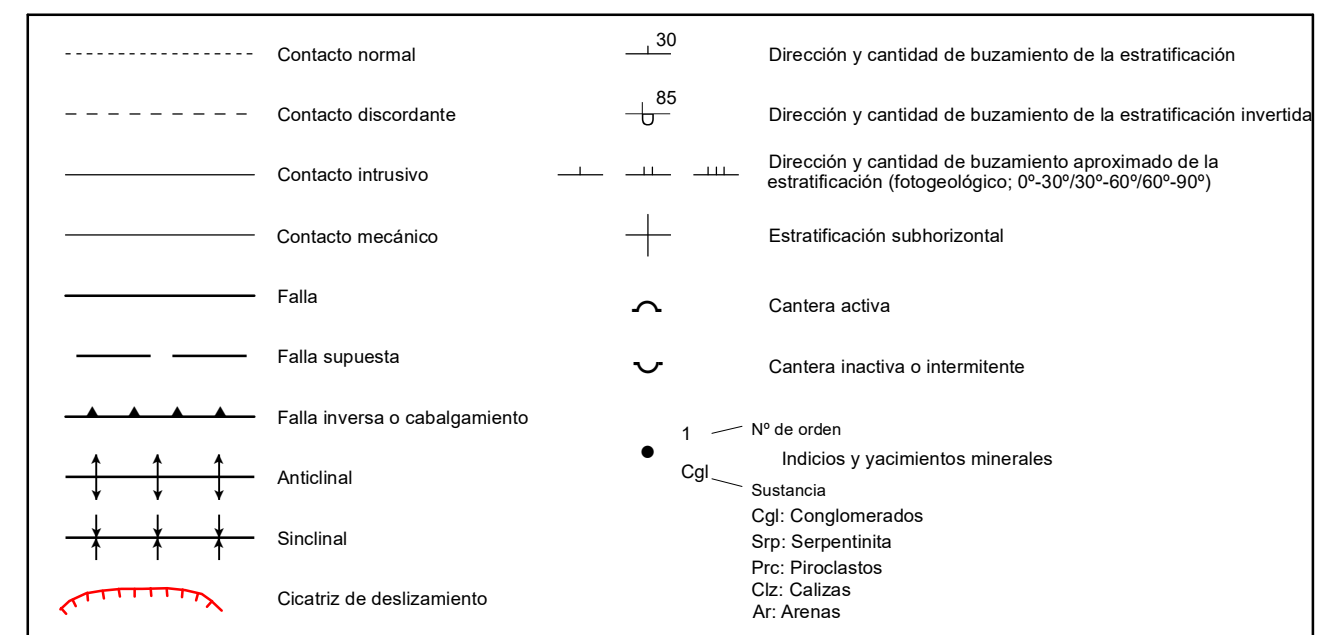 Contacto normal
Contacto discordante
Contacto intrusivo
Contacto mecánico
Falla
Falla supuesta
Falla inversa o cabalgamiento
Anticlinal
Sinclinal
Cicatriz de deslizamiento
30
Dirección y cantidad de buzamiento de la estratificación
85
Dirección y cantidad de buzamiento de la estratificación invertida
Dirección y cantidad de buzamiento aproximado de la
estratificación (fotogeológico; 0º-30º/30º-60º/60º-90º)
Estratificación subhorizontal
Cantera activa
Cantera inactiva o intermitente
1
Nº de orden
Indicios y yacimientos minerales
Cgl
Sustancia
Cgl: Conglomerados
Srp: Serpentinita
Prc: Piroclastos
Clz: Calizas
Ar: Arenas